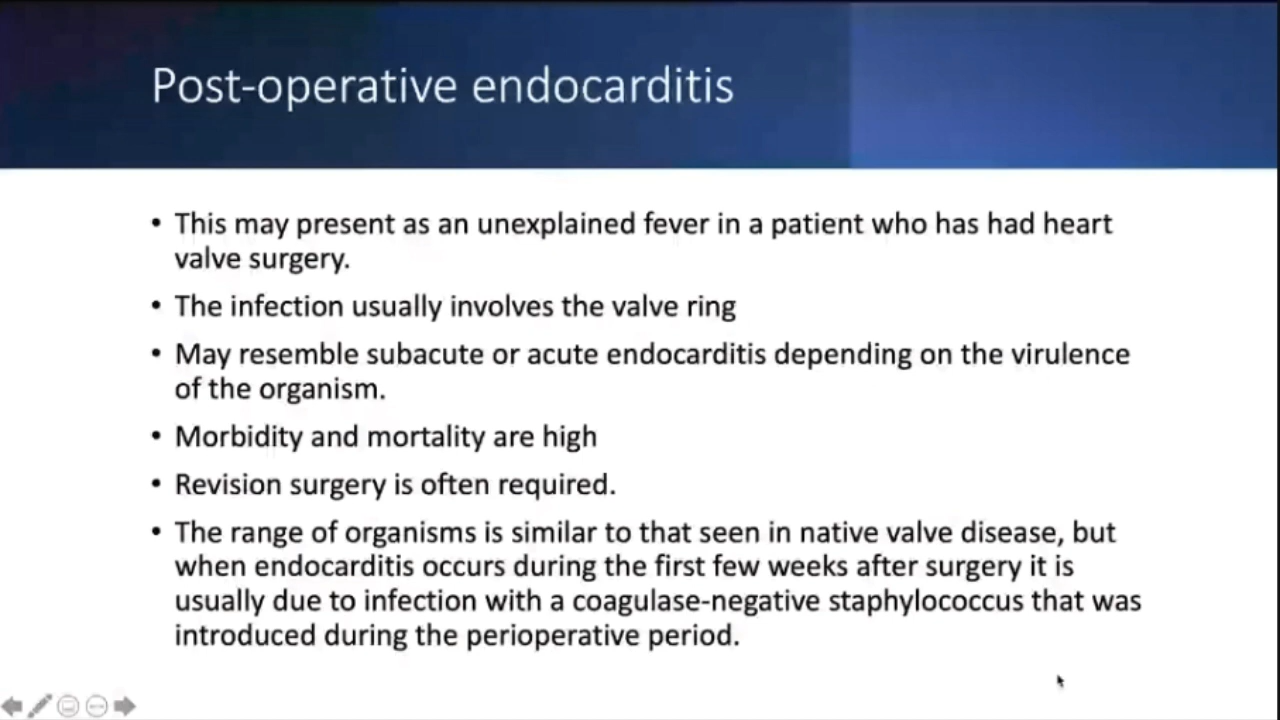 Post-operative endocarditis
• This may present as an unexplained fever in a patient who has had heart
valve surgery.
• The infection usually involves the valve ring
• May resemble subacute or acute endocarditis depending on the virulence
of the organism.
• Morbidity and mortality are high
• Revision surgery is often required.
• The range of organisms is similar to that seen in native valve disease, but
when endocarditis occurs during the first few weeks after surgery it is
usually due to infection with a coagulase-negative staphylococcus that was
introduced during the perioperative period.